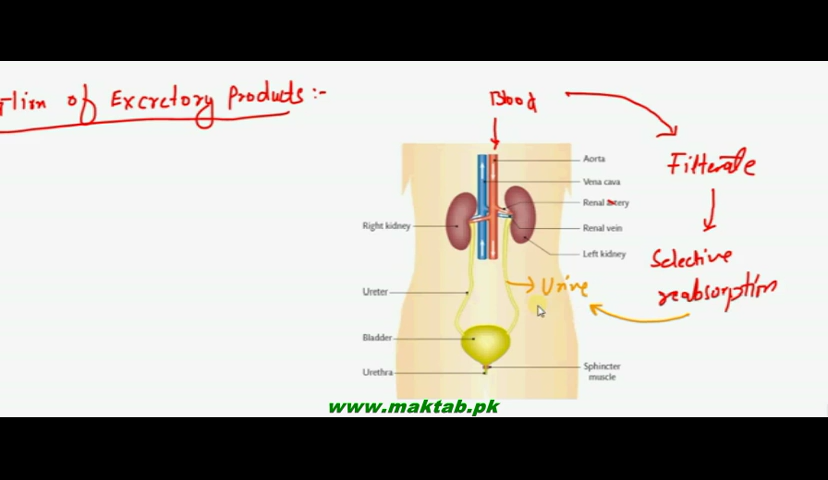 of Excretory Products:-
Blood
Aorta
Filterate
Vena cava
Renal artery
Right kidney
Renal vein
Left kidney
Selective
reabsorption
Urine
Ureter
Bladder
Urethra
Sphincter
muscle
www.maktab.pk